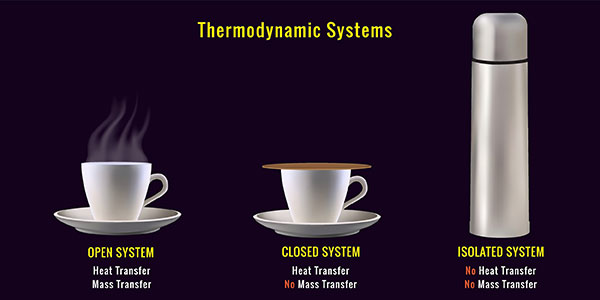 Thermodynamic Systems
OPEN SYSTEM
Heat Transfer
Mass Transfer
CLOSED SYSTEM
Heat Transfer
No Mass Transfer
ISOLATED SYSTEM
No Heat Transfer
No Mass Transfer